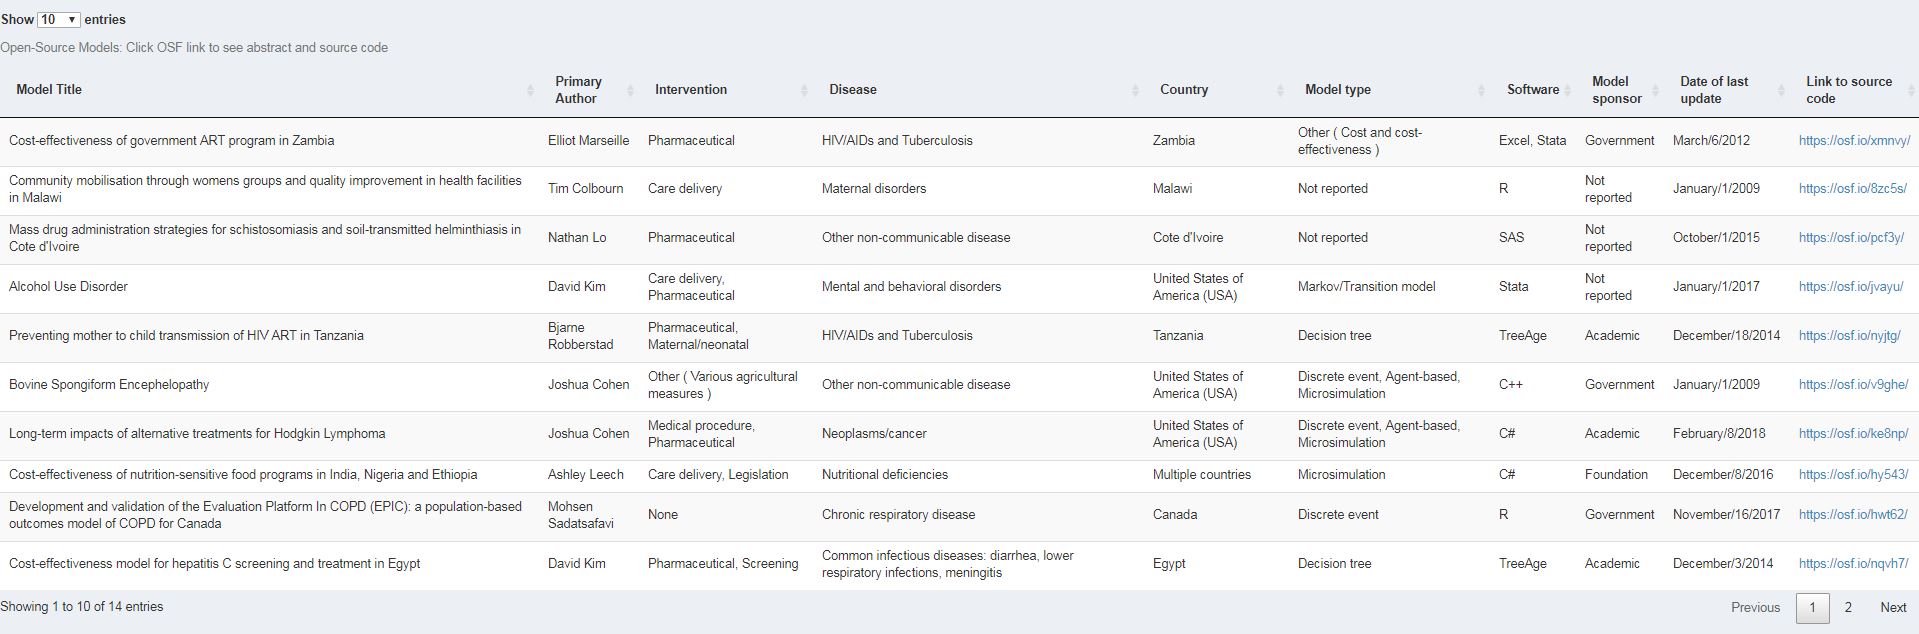 Show 10 entries
Open-Source Models: Click OSF link to see abstract and source code
Model Title Primary Author Intervention Disease Country Model type Software Model sponsor Date of last update Link to source code
Cost-effectiveness of government ART program in Zambia Elliot Marseille Pharmaceutical HIV/AIDs and Tuberculosis Zambia Other ( Cost and cost-effectiveness ) Excel, Stata Government March/6/2012 https://osf.io/xmnvy/
Community mobilisation through womens groups and quality improvement in health facilities in Malawi Tim Colbourn Care delivery Maternal disorders Malawi Not reported R Not reported January/1/2009 https://osf.io/8zc5s/
Mass drug administration strategies for schistosomiasis and soil-transmitted helminthiasis in Cote d'Ivoire Nathan Lo Pharmaceutical Other non-communicable disease Cote d'Ivoire Not reported SAS Not reported October/1/2015 https://osf.io/pcf3y/
Alcohol Use Disorder David Kim Care delivery, Pharmaceutical Mental and behavioral disorders United States of America (USA) Markov/Transition model Stata Not reported January/1/2017 https://osf.io/jvayu/
Preventing mother to child transmission of HIV ART in Tanzania Bjarne Robberstad Pharmaceutical, Maternal/neonatal HIV/AIDs and Tuberculosis Tanzania Decision tree TreeAge Academic December/18/2014 https://osf.io/nyjtg/
Bovine Spongiform Encephelopathy Joshua Cohen Other ( Various agricultural measures ) Other non-communicable disease United States of America (USA) Discrete event, Agent-based, Microsimulation C++ Government January/1/2009 https://osf.io/v9ghe/
Long-term impacts of alternative treatments for Hodgkin Lymphoma Joshua Cohen Medical procedure, Pharmaceutical Neoplasms/cancer United States of America (USA) Discrete event, Agent-based, Microsimulation C# Academic February/8/2018 https://osf.io/ke8np/
Cost-effectiveness of nutrition-sensitive food programs in India, Nigeria and Ethiopia Ashley Leech Care delivery, Legislation Nutritional deficiencies Multiple countries Microsimulation C# Foundation December/8/2016 https://osf.io/hy543/
Development and validation of the Evaluation Platform In COPD (EPIC): a population-based outcomes model of COPD for Canada Mohsen Sadatsafavi None Chronic respiratory disease Canada Discrete event R Government November/16/2017 https://osf.io/hwt62/
Cost-effectiveness model for hepatitis C screening and treatment in Egypt David Kim Pharmaceutical, Screening Common infectious diseases: diarrhea, lower respiratory infections, meningitis Egypt Decision tree TreeAge Academic December/3/2014 https://osf.io/nqvh7/
Showing 1 to 10 of 14 entries Previous 1 2 Next